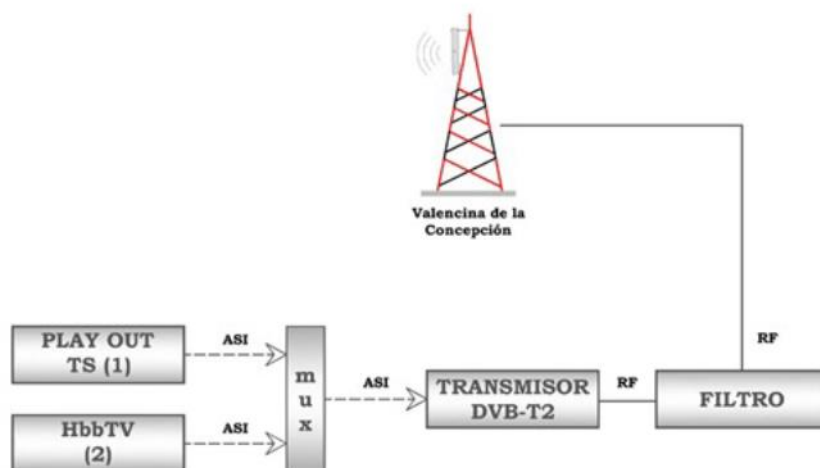 Valencina de la
Concepción
RF
PLAY OUT
TS (1)
ASI
mux
ASI
TRANSMISOR
DVB-T2
RF
FILTRO
HbbTV
(2)
ASI